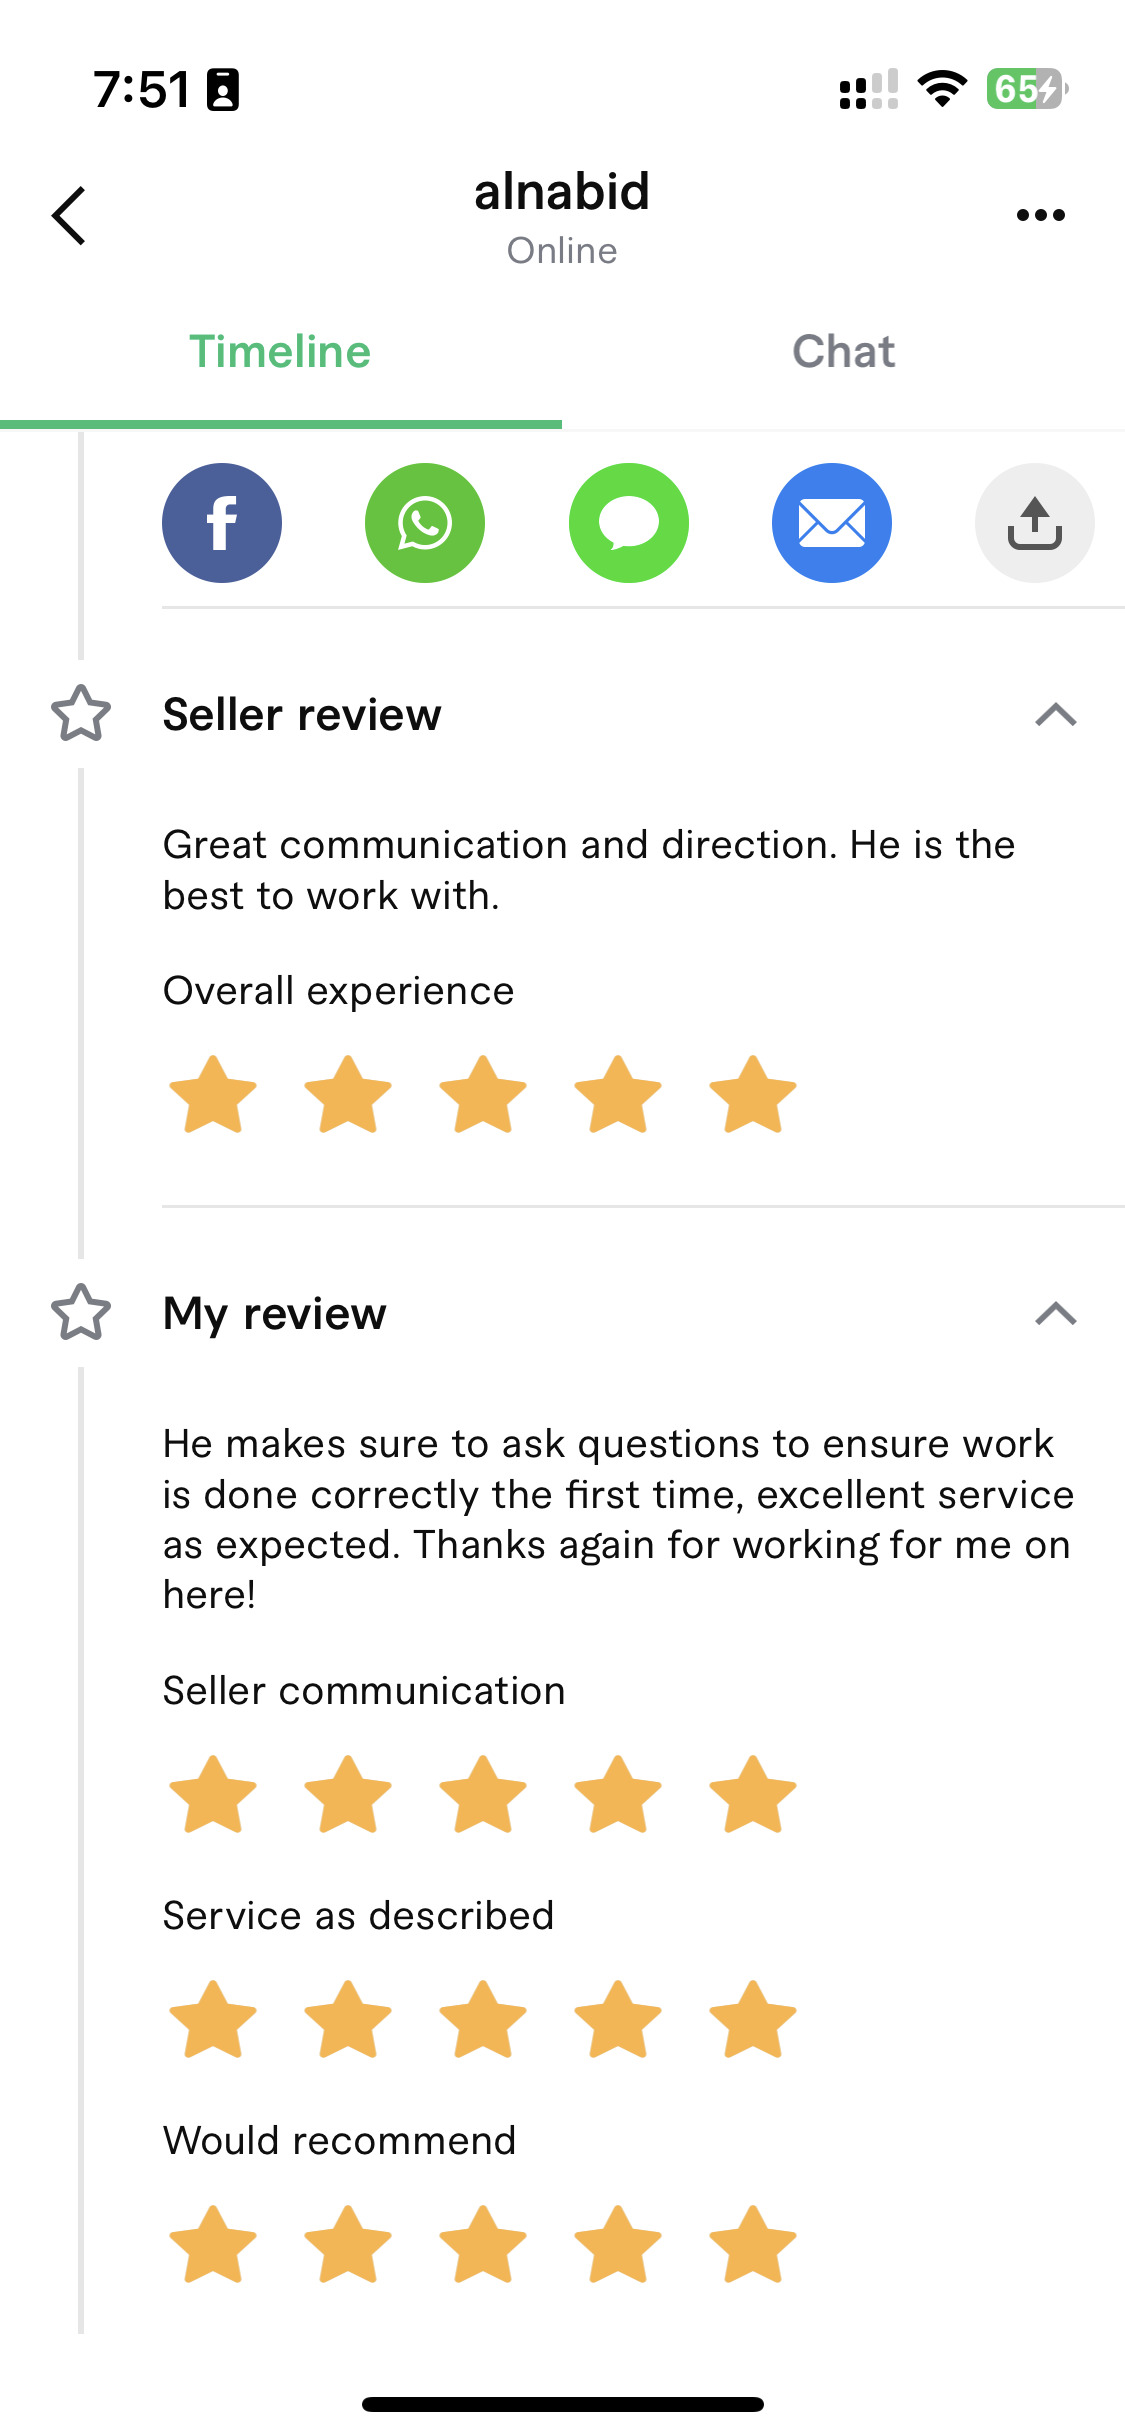 7:51
65
alnabid
Online
Timeline
Chat
Seller review
Great communication and direction. He is the
best to work with.
Overall experience
My review
He makes sure to ask questions to ensure work
is done correctly the first time, excellent service
as expected. Thanks again for working for me on
here!
Seller communication
Service as described
Would recommend